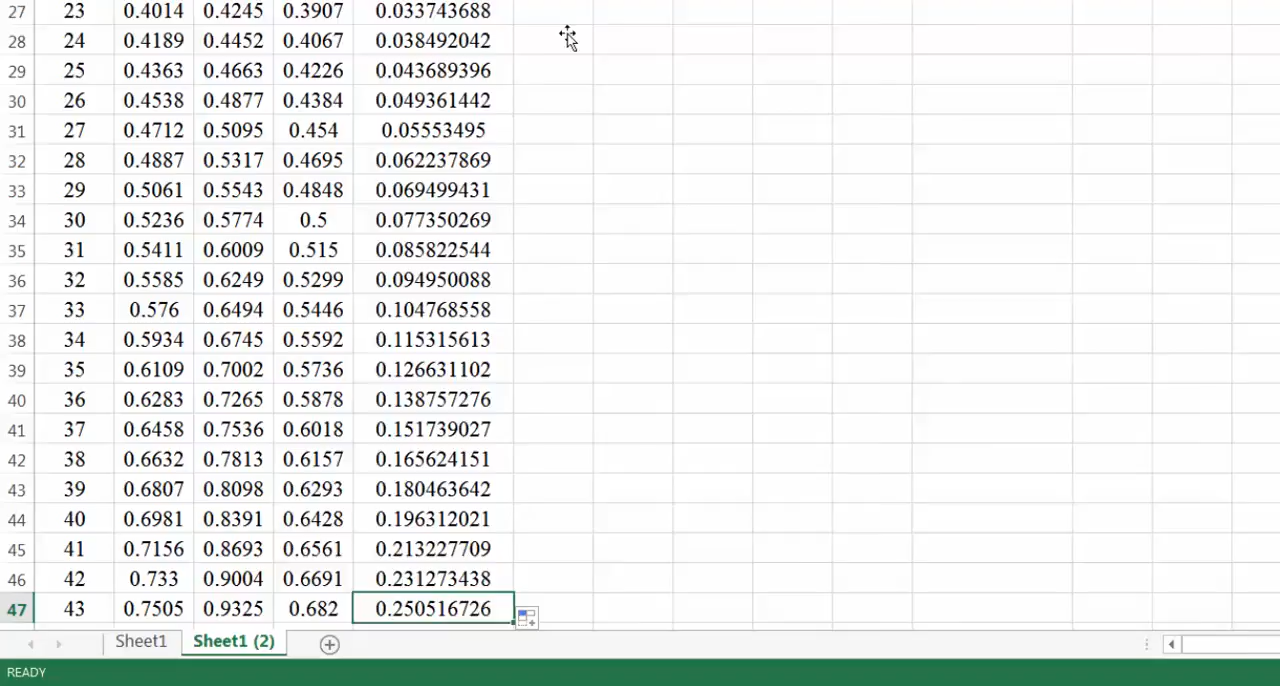 27 23 0.4014 0.4245 0.3907 0.033743688
28 24 0.4189 0.4452 0.4067 0.038492042
29 25 0.4363 0.4663 0.4226 0.043689396
30 26 0.4538 0.4877 0.4384 0.049361442
31 27 0.4712 0.5095 0.454 0.05553495
32 28 0.4887 0.5317 0.4695 0.062237869
33 29 0.5061 0.5543 0.4848 0.069499431
34 30 0.5236 0.5774 0.5 0.077350269
35 31 0.5411 0.6009 0.515 0.085822544
36 32 0.5585 0.6249 0.5299 0.094950088
37 33 0.576 0.6494 0.5446 0.104768558
38 34 0.5934 0.6745 0.5592 0.115315613
39 35 0.6109 0.7002 0.5736 0.126631102
40 36 0.6283 0.7265 0.5878 0.138757276
41 37 0.6458 0.7536 0.6018 0.151739027
42 38 0.6632 0.7813 0.6157 0.165624151
43 39 0.6807 0.8098 0.6293 0.180463642
44 40 0.6981 0.8391 0.6428 0.196312021
45 41 0.7156 0.8693 0.6561 0.213227709
46 42 0.733 0.9004 0.6691 0.231273438
47 43 0.7505 0.9325 0.682 0.250516726
Sheet1 Sheet1 (2)
READY